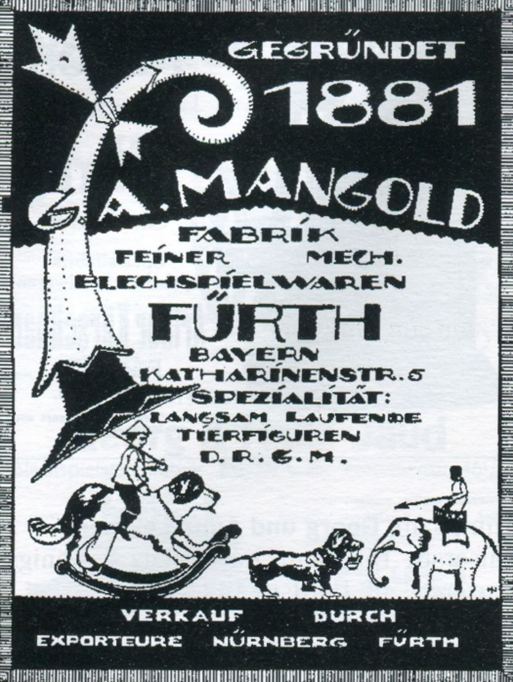 GEGRÜNDET
1881
G.A. MANGOLD
FABRIK
FEINER MECH.
BLECHSPIELWAREN
FÜRTH
BAYERN
KATHARINENSTR. 5
SPEZIALITÄT:
LANGSAM LAUFENDE
TIERFIGUREN
D. R. G. M.
VERKAUF DURCH
EXPORTEURE NÜRNBERG FÜRTH